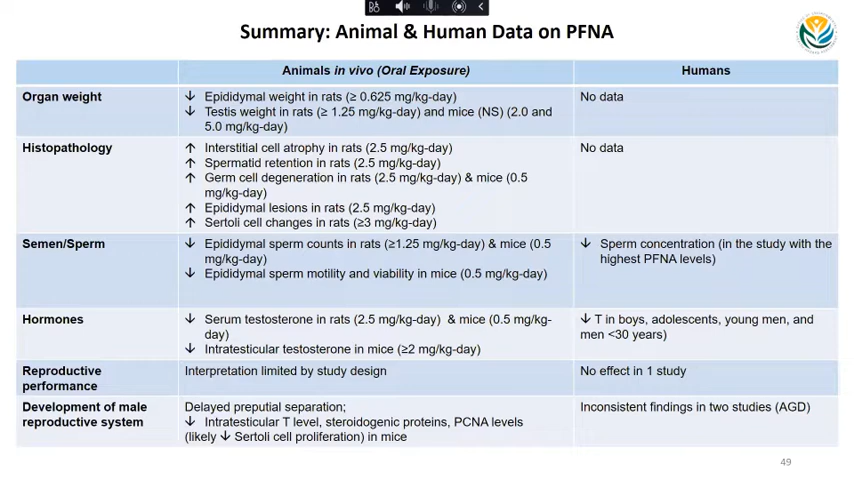 Summary: Animal & Human Data on PFNA
Animals in vivo (Oral Exposure)
Humans
Organ weight
↓ Epididymal weight in rats (≥ 0.625 mg/kg-day)
↓ Testis weight in rats (≥ 1.25 mg/kg-day) and mice (NS) (2.0 and
5.0 mg/kg-day)
No data
Histopathology
↑ Interstitial cell atrophy in rats (2.5 mg/kg-day)
↑ Spermatid retention in rats (2.5 mg/kg-day)
↑ Germ cell degeneration in rats (2.5 mg/kg-day) & mice (0.5
mg/kg-day)
↑ Epididymal lesions in rats (2.5 mg/kg-day)
↑ Sertoli cell changes in rats (≥3 mg/kg-day)
No data
Semen/Sperm
↓ Epididymal sperm counts in rats (≥1.25 mg/kg-day) & mice (0.5
mg/kg-day)
↓ Epididymal sperm motility and viability in mice (0.5 mg/kg-day)
↓ Sperm concentration (in the study with the
highest PFNA levels)
Hormones
↓ Serum testosterone in rats (2.5 mg/kg-day) & mice (0.5 mg/kg-
day)
↓ Intratesticular testosterone in mice (≥2 mg/kg-day)
↓ T in boys, adolescents, young men, and
men <30 years)
Reproductive
performance
Interpretation limited by study design
No effect in 1 study
Development of male
reproductive system
Delayed preputial separation;
↓ Intratesticular T level, steroidogenic proteins, PCNA levels
(likely ↓ Sertoli cell proliferation) in mice
Inconsistent findings in two studies (AGD)
49